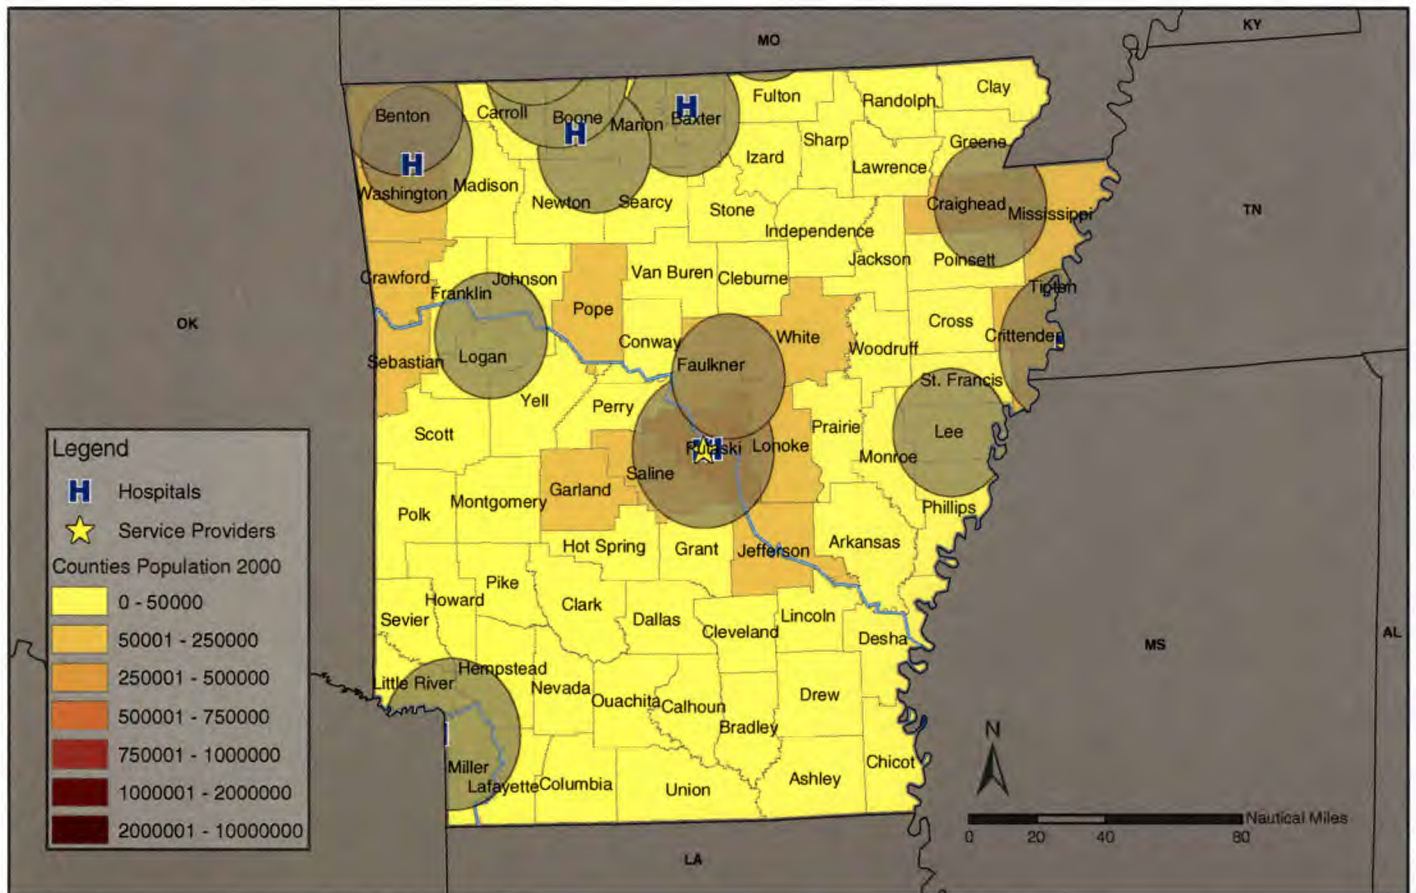 MO
KY
Benton
Carroll
Boone
Marion
Baxter
Fulton
Randolph
Clay
Greene
Sharp
Izard
Lawrence
Washington
Madison
Newton
Searcy
Stone
Craighead
Mississippi
TN
Independence
Jackson
Poinsett
Crawford
Franklin
Johnson
Van Buren
Cleburne
Tipton
Pope
OK
Conway
White
Woodruff
Cross
Crittenden
Sebastian
Logan
Faulkner
St. Francis
Yell
Perry
Scott
Pulaski
Lonoke
Prairie
Lee
Monroe
Saline
Garland
Montgomery
Polk
Phillips
Hot Spring
Grant
Jefferson
Arkansas
Pike
Howard
Sevier
Clark
Dallas
Cleveland
Lincoln
Desha
MS
AL
Little River
Hempstead
Nevada
Ouachita
Calhoun
Drew
Bradley
Miller
Lafayette
Columbia
Union
Ashley
Chicot
LA
Legend
H Hospitals
Service Providers
Counties Population 2000
0 - 50000
50001 - 250000
250001 - 500000
500001 - 750000
750001 - 1000000
1000001 - 2000000
2000001 - 10000000
N
Nautical Miles
0 20 40 80